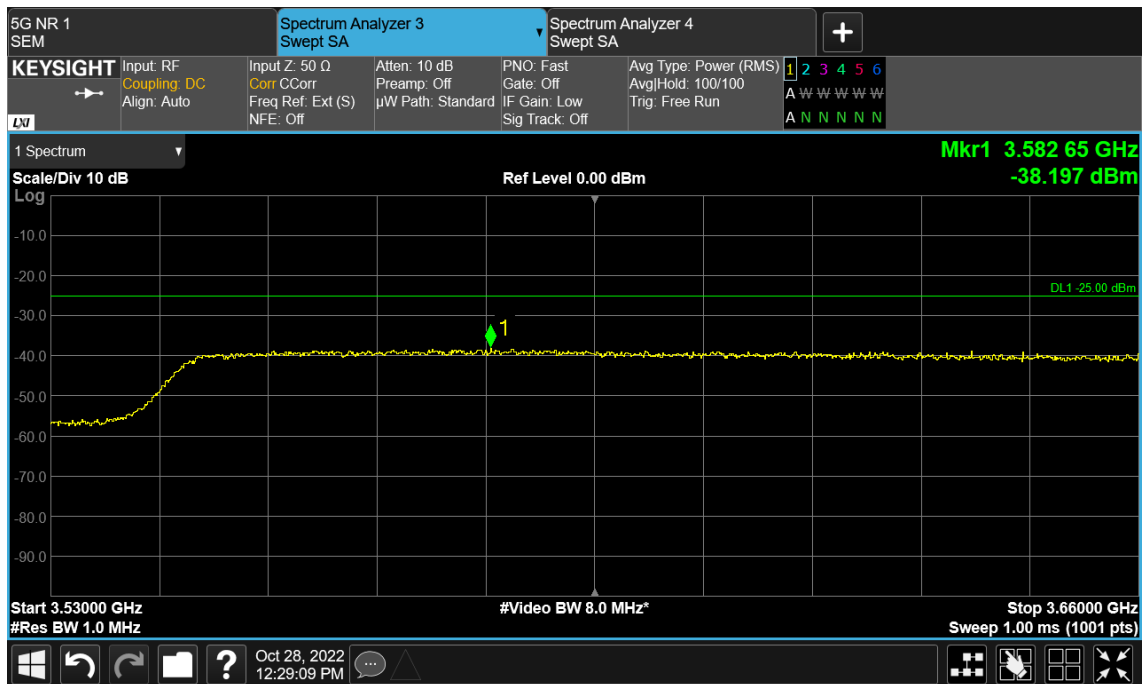 5G NR 1
SEM
Spectrum Analyzer 3
Swept SA
Spectrum Analyzer 4
Swept SA
KEYSIGHT
LXI
Input: RF
Coupling: DC
Align: Auto
Input Z: 50 Ω
Corr CCorr
Freq Ref: Ext (S)
NFE: Off
Atten: 10 dB
Preamp: Off
µW Path: Standard
PNO: Fast
Gate: Off
IF Gain: Low
Sig Track: Off
Avg Type: Power (RMS)
Avg|Hold: 100/100
Trig: Free Run
1 2 3 4 5 6
A W W W W W
A N N N N N
1 Spectrum
Mkr1 3.582 65 GHz
-38.197 dBm
Scale/Div 10 dB
Ref Level 0.00 dBm
Log
-10.0
-20.0
DL1 -25.00 dBm
-30.0
1
-40.0
-50.0
-60.0
-70.0
-80.0
-90.0
Start 3.53000 GHz
#Video BW 8.0 MHz*
Stop 3.66000 GHz
#Res BW 1.0 MHz
Sweep 1.00 ms (1001 pts)
?
Oct 28, 2022
12:29:09 PM